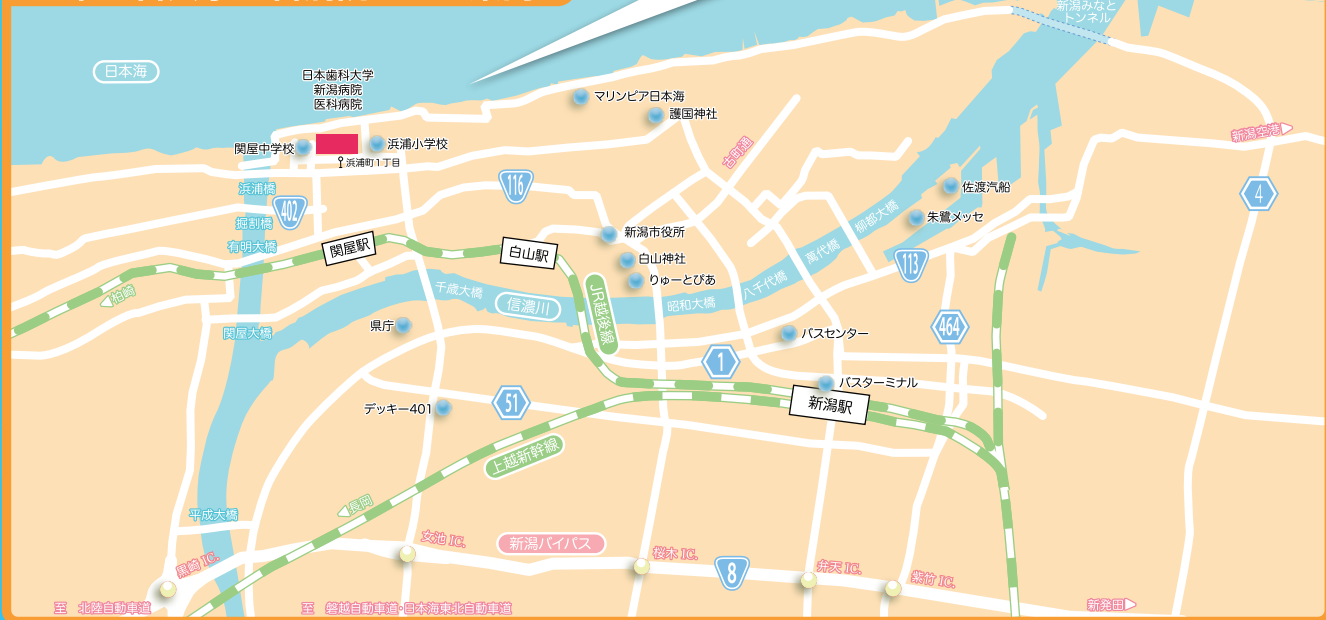 新潟みなと
トンネル
日本海
日本歯科大学
新潟病院
医科病院
マリンピア日本海
護国神社
関屋中学校
浜浦小学校
浜浦町1丁目
古町通
新潟空港
浜浦橋
116
佐渡汽船
4
402
掘割橋
柳都大橋
朱鷺メッセ
有明大橋
関屋駅
白山駅
新潟市役所
萬代橋
白山神社
113
りゅーとぴあ
柏崎
千歳大橋
信濃川
JR越後線
昭和大橋
八千代橋
関屋大橋
県庁
バスセンター
464
1
バスターミナル
デッキー401
51
新潟駅
上越新幹線
長岡
平成大橋
女池 IC.
新潟バイパス
桜木 IC.
黒崎 IC.
8
弁天 IC.
紫竹 IC.
至 北陸自動車道
至 磐越自動車道・日本海東北自動車道
新発田